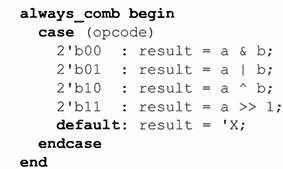 always_comb begin
case (opcode)
2'b00 : result = a & b;
2'b01 : result = a | b;
2'b10 : result = a ^ b;
2'b11 : result = a >> 1;
default: result = 'X;
endcase
end